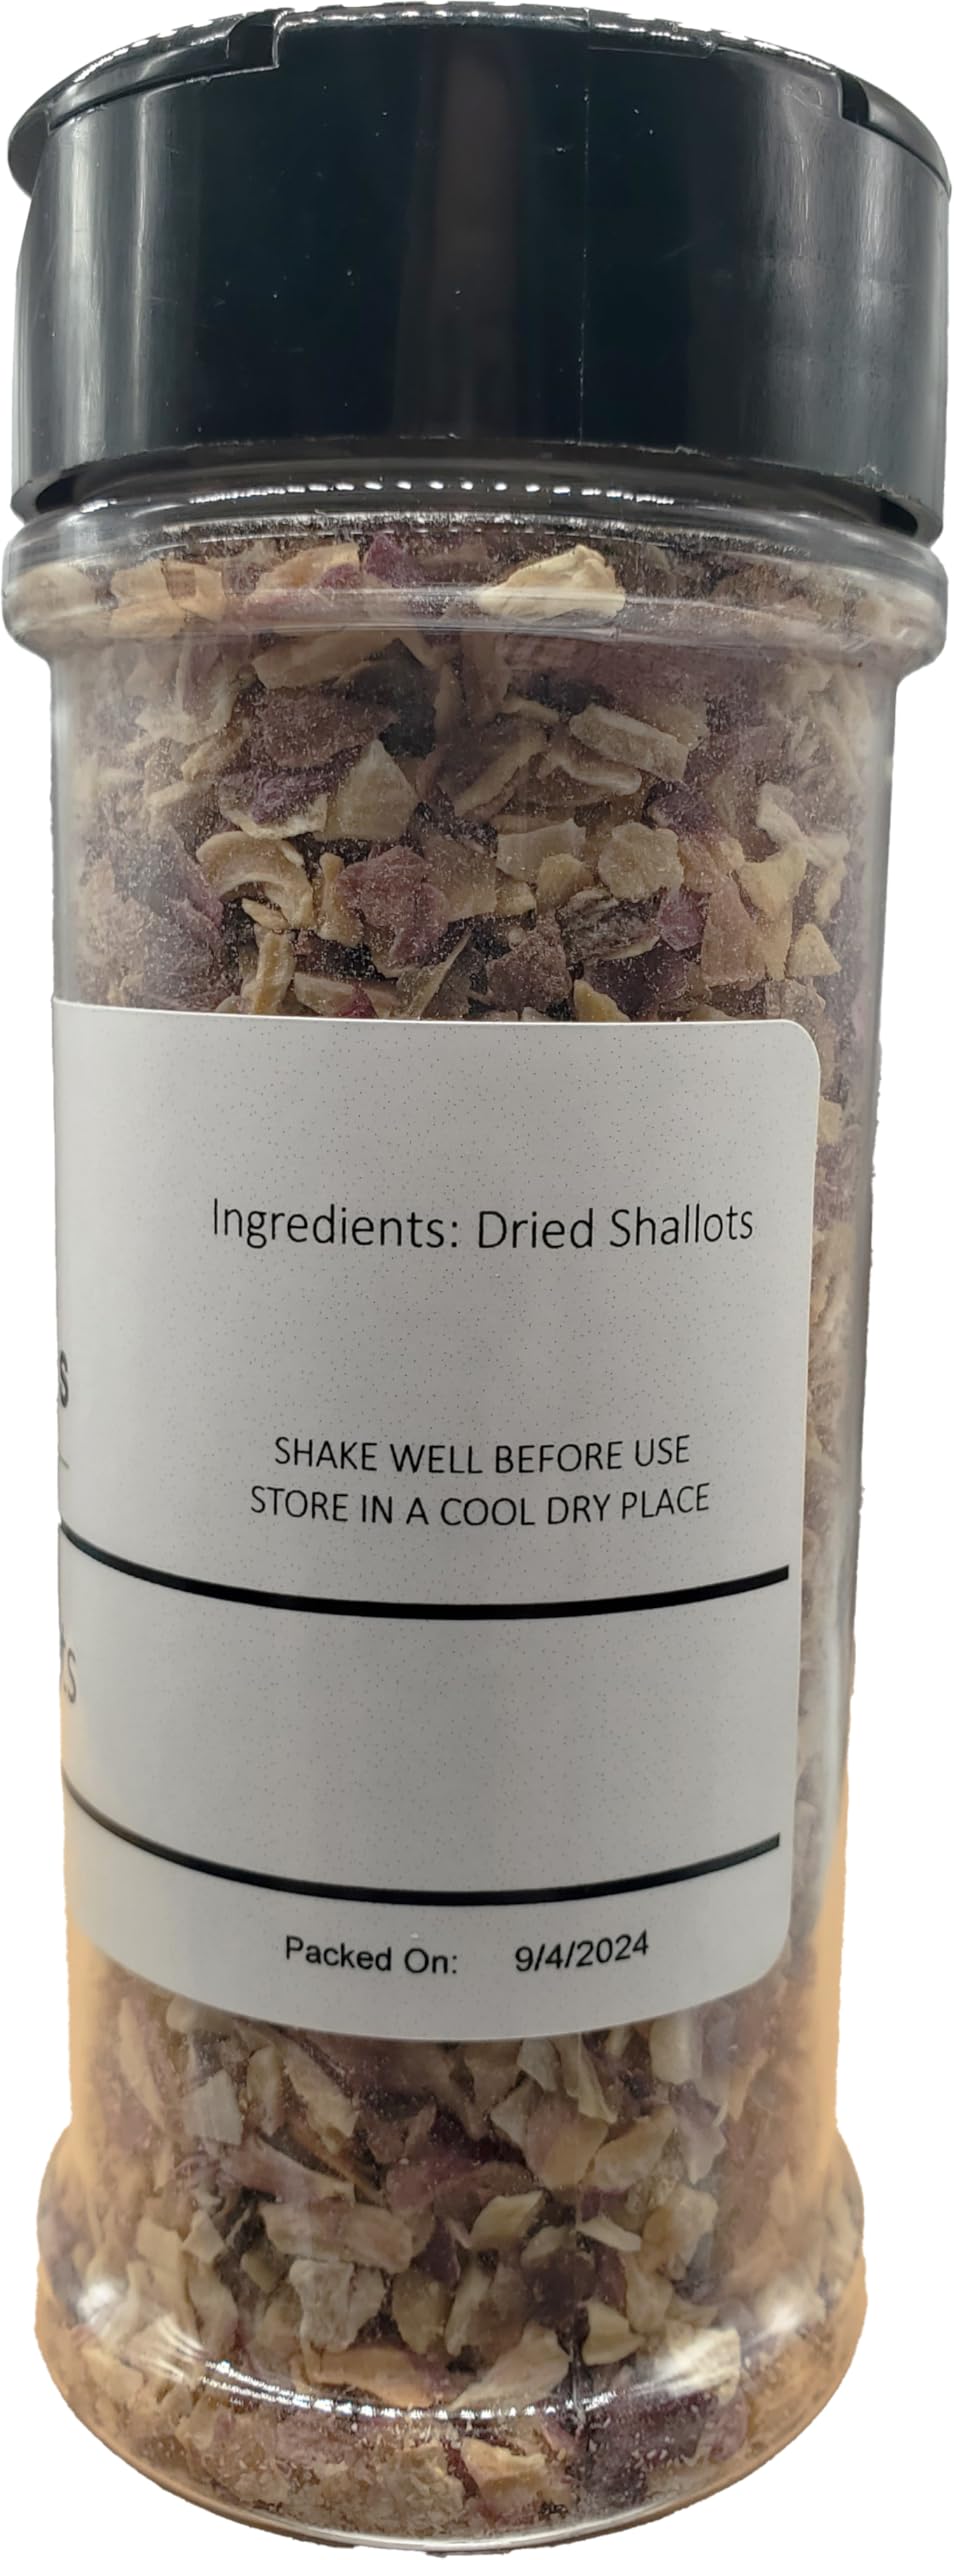 Ingredients: Dried Shallots
SHAKE WELL BEFORE USE
STORE IN A COOL DRY PLACE
Packed On: 9/4/2024